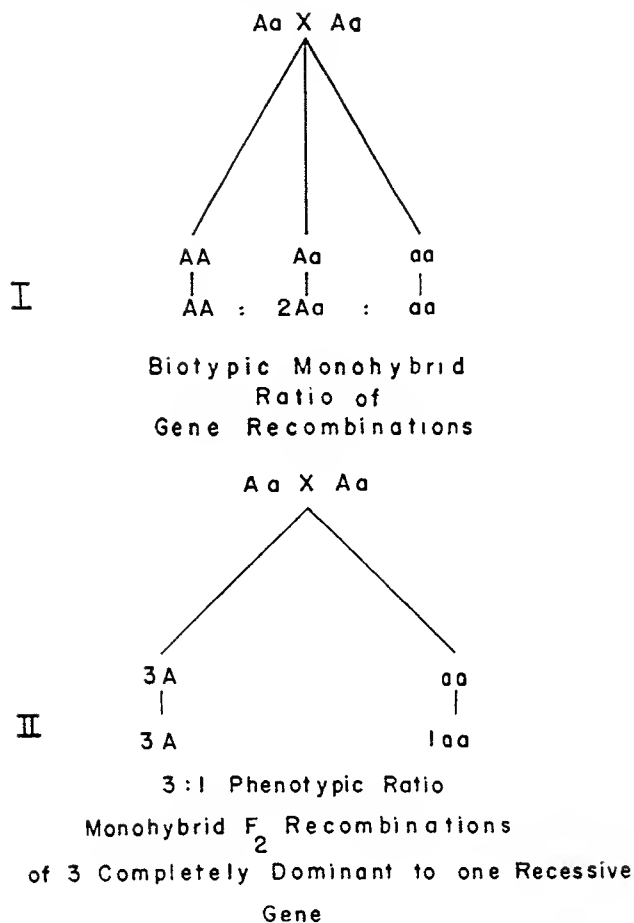 Aa X Aa
AA Aa aa
I
AA : 2Aa : aa
Biotypic Monohybrid
Ratio of
Gene Recombinations
Aa X Aa
3A aa
II
3A 1aa
3:1 Phenotypic Ratio
Monohybrid F2 Recombinations
of 3 Completely Dominant to one Recessive
Gene